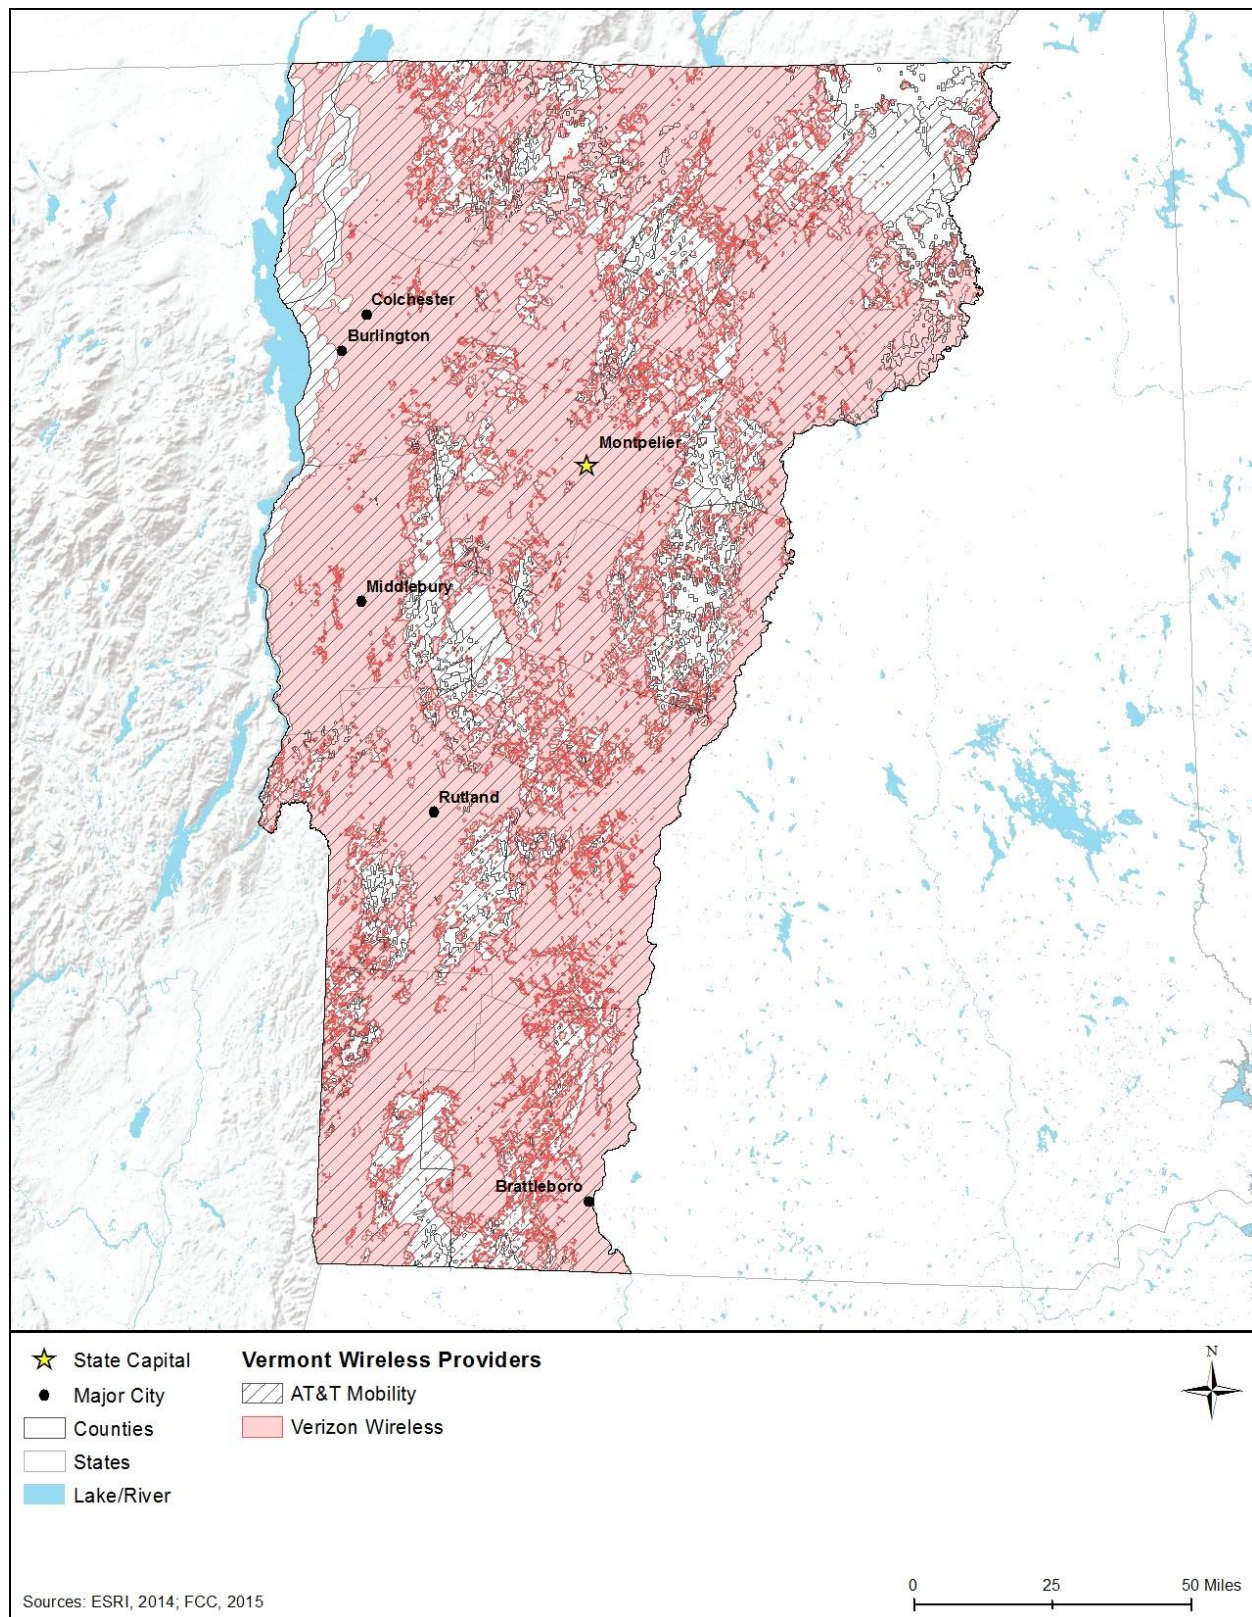 Colchester
Burlington
Montpelier
Middlebury
Rutland
Brattleboro
State Capital
Major City
Counties
States
Lake/River
Vermont Wireless Providers
AT&T Mobility
Verizon Wireless
N
Sources: ESRI, 2014; FCC, 2015
0 25 50 Miles